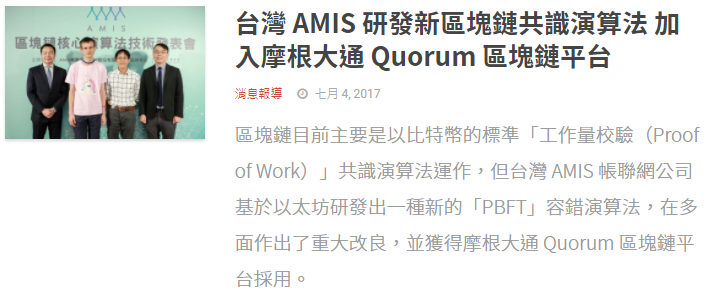 AMIS
區塊鏈核心演算法技術發表會
台灣 AMIS 研發新區塊鏈共識演算法 加
入摩根大通 Quorum 區塊鏈平台
消息報導 七月 4, 2017
區塊鏈目前主要是以比特幣的標準「工作量校驗（Proof
of Work）」共識演算法運作，但台灣 AMIS 帳聯網公司
基於以太坊研發出一種新的「PBFT」容錯演算法，在多
面作出了重大改良，並獲得摩根大通 Quorum 區塊鏈平
台採用。